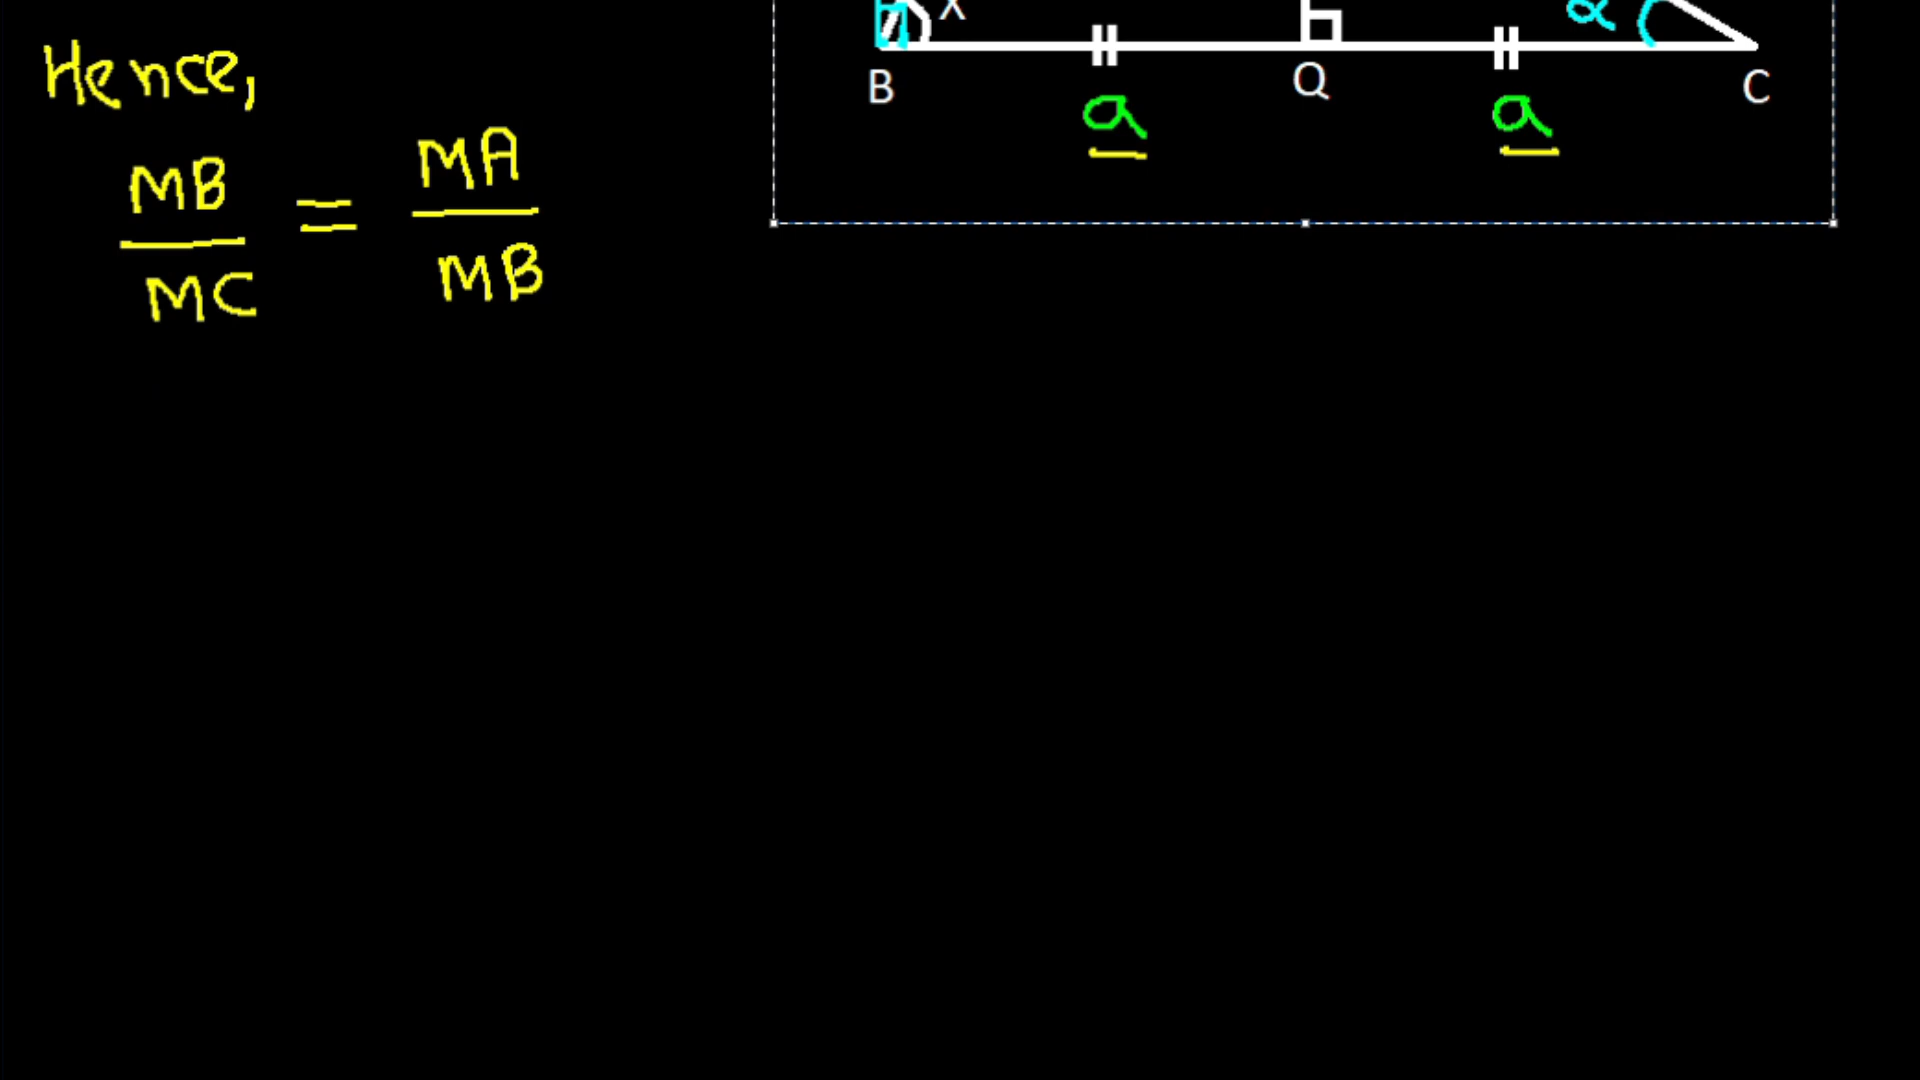 X α
B Q C
a a
Hence,
MB/MC = MA/MB